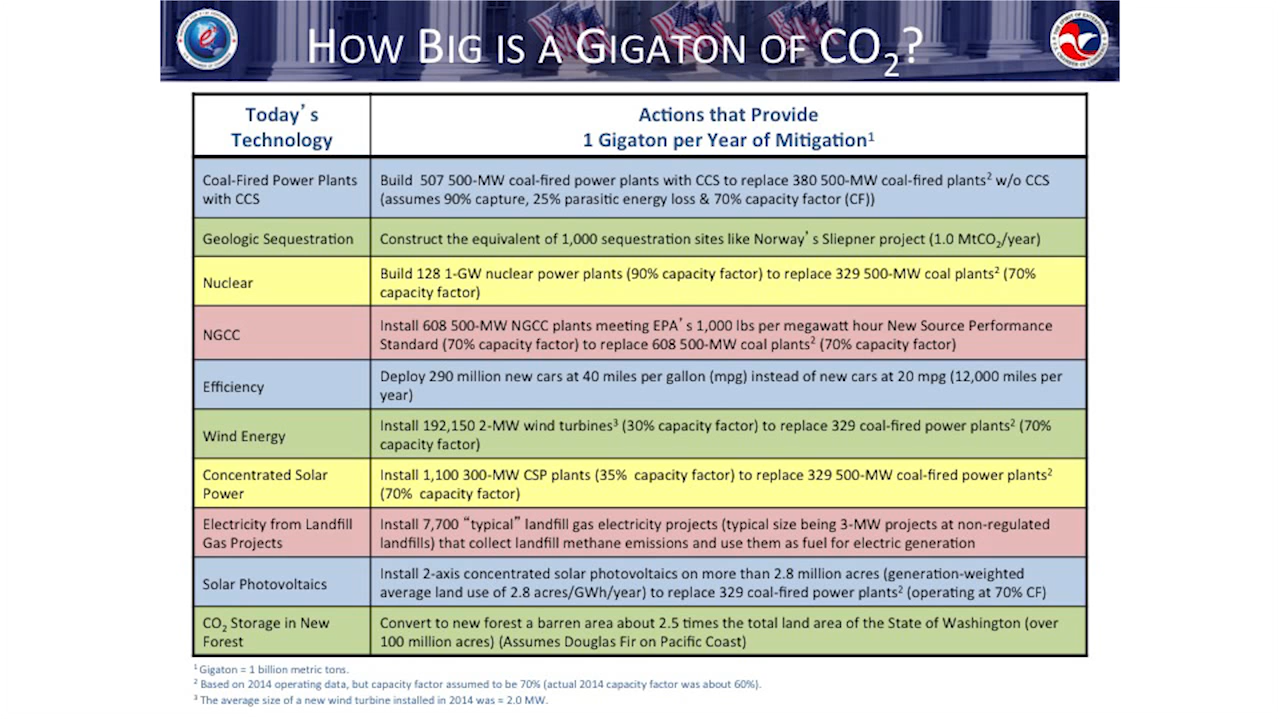 HOW BIG IS A GIGATON OF CO2?
Today's
Technology
Actions that Provide
1 Gigaton per Year of Mitigation1
Coal-Fired Power Plants
with CCS
Build 507 500-MW coal-fired power plants with CCS to replace 380 500-MW coal-fired plants2 w/o CCS
(assumes 90% capture, 25% parasitic energy loss & 70% capacity factor (CF))
Geologic Sequestration
Construct the equivalent of 1,000 sequestration sites like Norway's Sliepner project (1.0 MtCO2/year)
Nuclear
Build 128 1-GW nuclear power plants (90% capacity factor) to replace 329 500-MW coal plants2 (70%
capacity factor)
NGCC
Install 608 500-MW NGCC plants meeting EPA's 1,000 lbs per megawatt hour New Source Performance
Standard (70% capacity factor) to replace 608 500-MW coal plants2 (70% capacity factor)
Efficiency
Deploy 290 million new cars at 40 miles per gallon (mpg) instead of new cars at 20 mpg (12,000 miles per
year)
Wind Energy
Install 192,150 2-MW wind turbines3 (30% capacity factor) to replace 329 coal-fired power plants2 (70%
capacity factor)
Concentrated Solar
Power
Install 1,100 300-MW CSP plants (35% capacity factor) to replace 329 500-MW coal-fired power plants2
(70% capacity factor)
Electricity from Landfill
Gas Projects
Install 7,700 "typical" landfill gas electricity projects (typical size being 3-MW projects at non-regulated
landfills) that collect landfill methane emissions and use them as fuel for electric generation
Solar Photovoltaics
Install 2-axis concentrated solar photovoltaics on more than 2.8 million acres (generation-weighted
average land use of 2.8 acres/GWh/year) to replace 329 coal-fired power plants2 (operating at 70% CF)
CO2 Storage in New
Forest
Convert to new forest a barren area about 2.5 times the total land area of the State of Washington (over
100 million acres) (Assumes Douglas Fir on Pacific Coast)
1 Gigaton = 1 billion metric tons.
2 Based on 2014 operating data, but capacity factor assumed to be 70% (actual 2014 capacity factor was about 60%).
3 The average size of a new wind turbine installed in 2014 was ≈ 2.0 MW.